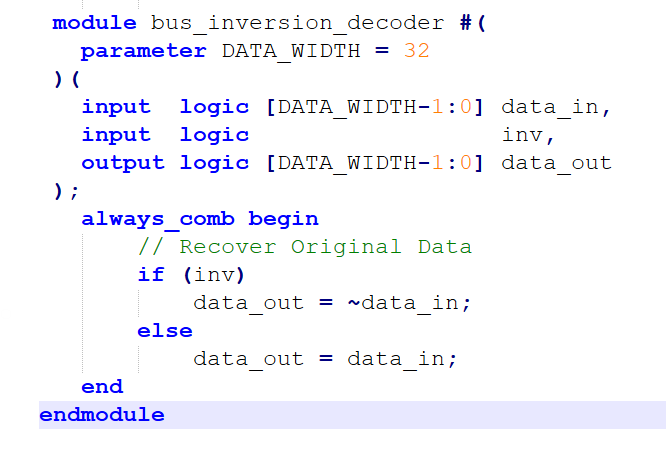 module bus_inversion_decoder #(
  parameter DATA_WIDTH = 32
)(
  input  logic [DATA_WIDTH-1:0] data_in,
  input  logic                  inv,
  output logic [DATA_WIDTH-1:0] data_out
);
  always_comb begin
      // Recover Original Data
      if (inv)
          data_out = ~data_in;
      else
          data_out = data_in;
  end
endmodule